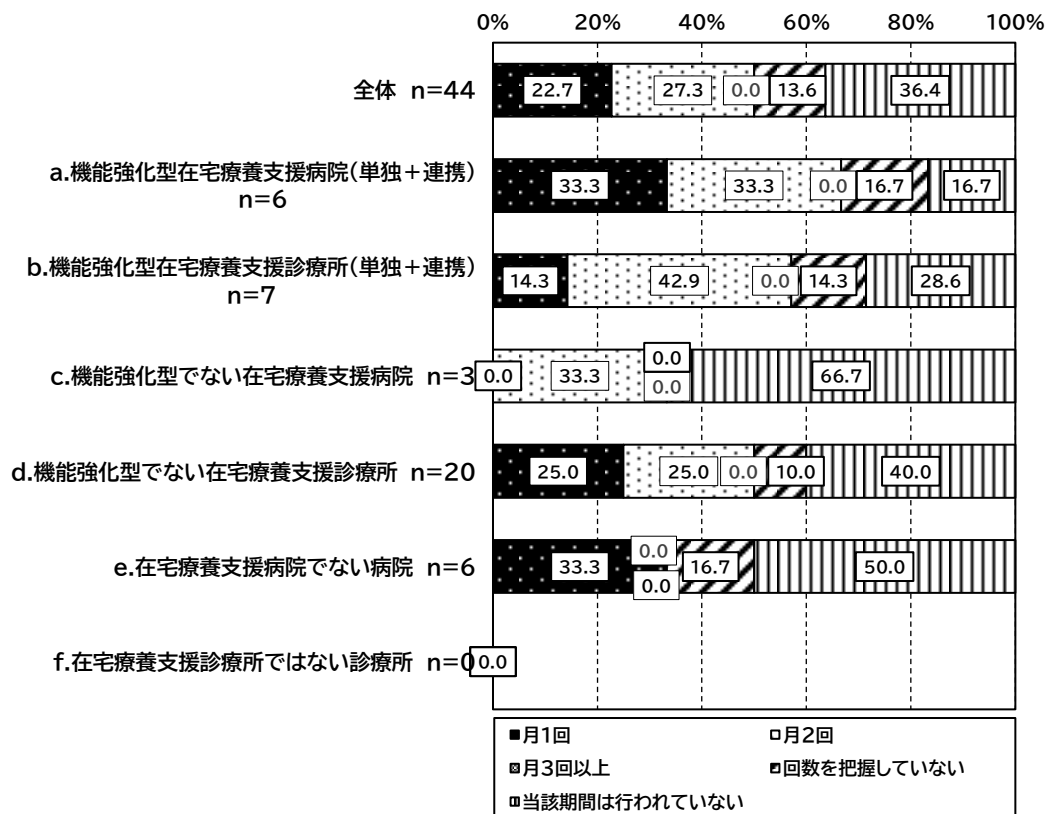 0% 20% 40% 60% 80% 100%
全体 n=44
22.7 27.3 0.0 13.6 36.4
a.機能強化型在宅療養支援病院(単独+連携)
n=6
33.3 33.3 0.0 16.7 16.7
b.機能強化型在宅療養支援診療所(単独+連携)
n=7
14.3 42.9 0.0 14.3 28.6
c.機能強化型でない在宅療養支援病院 n=3
0.0 33.3 0.0 0.0 66.7
d.機能強化型でない在宅療養支援診療所 n=20
25.0 25.0 0.0 10.0 40.0
e.在宅療養支援病院でない病院 n=6
33.3 0.0 0.0 16.7 50.0
f.在宅療養支援診療所ではない診療所 n=0
0.0
月1回 月2回
月3回以上 回数を把握していない
当該期間は行われていない